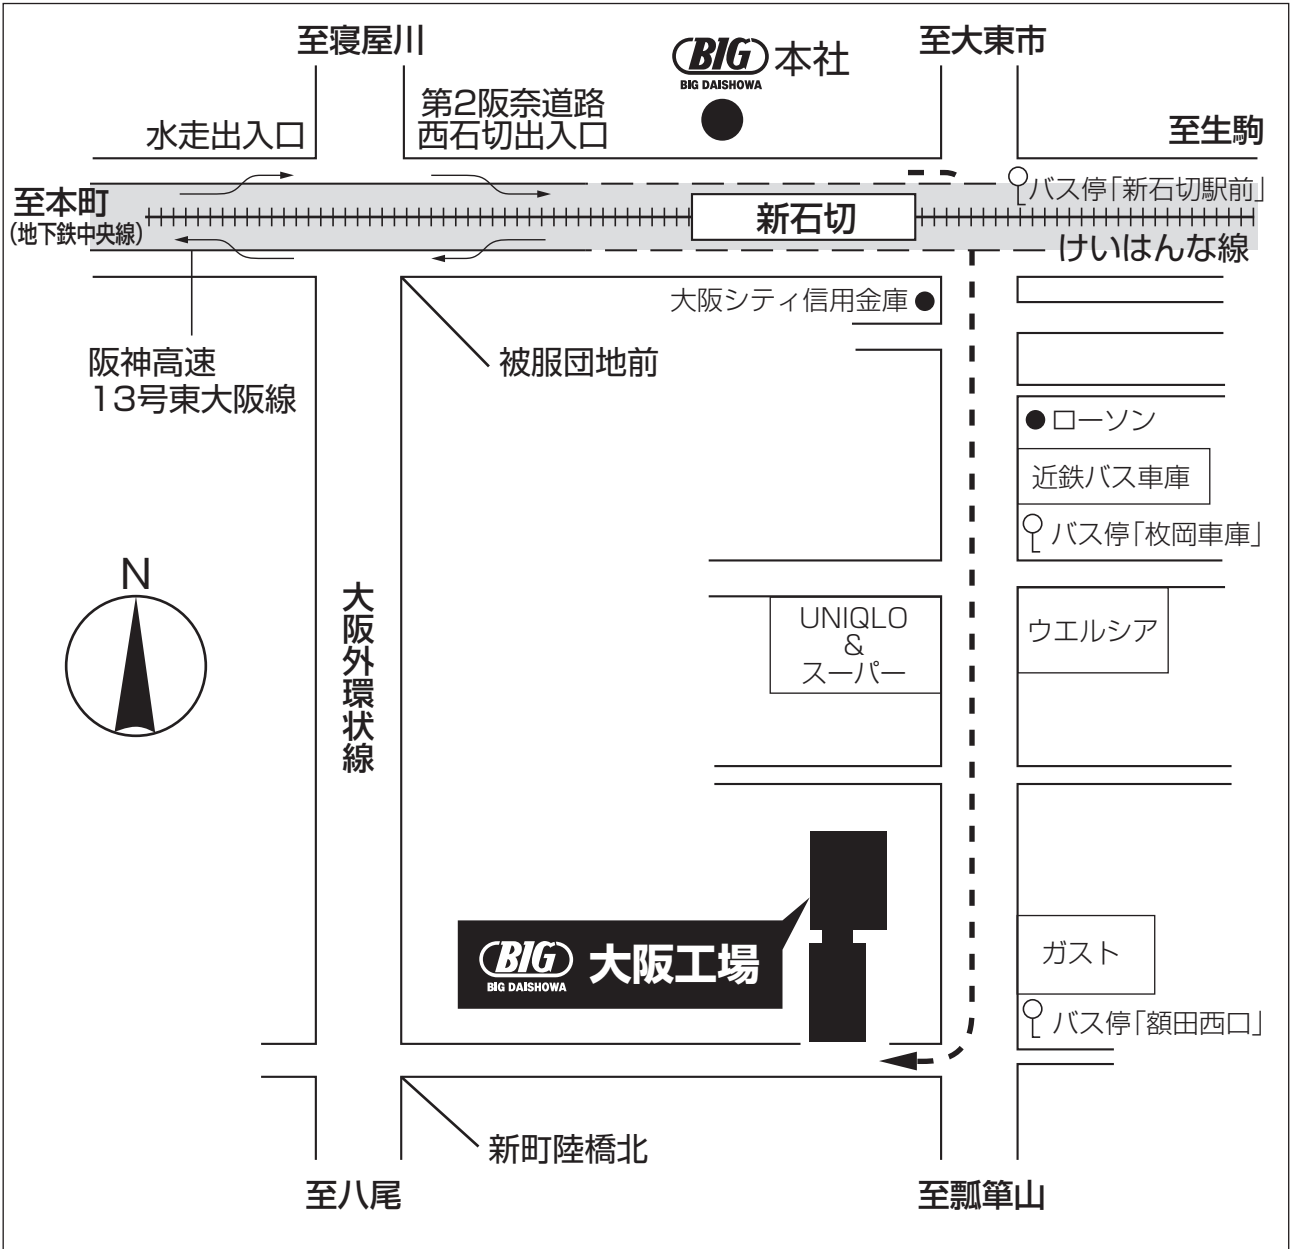 至寝屋川
BIG 本社
BIG DAISHOWA
至大東市
第2阪奈道路
西石切出入口
水走出入口
至生駒
至本町
(地下鉄中央線)
新石切
バス停「新石切駅前」
けいはんな線
大阪シティ信用金庫
阪神高速
13号東大阪線
被服団地前
ローソン
近鉄バス車庫
バス停「枚岡車庫」
N
大阪外環状線
UNIQLO
&
スーパー
ウエルシア
BIG 大阪工場
BIG DAISHOWA
ガスト
バス停「額田西口」
新町陸橋北
至八尾
至瓢箪山